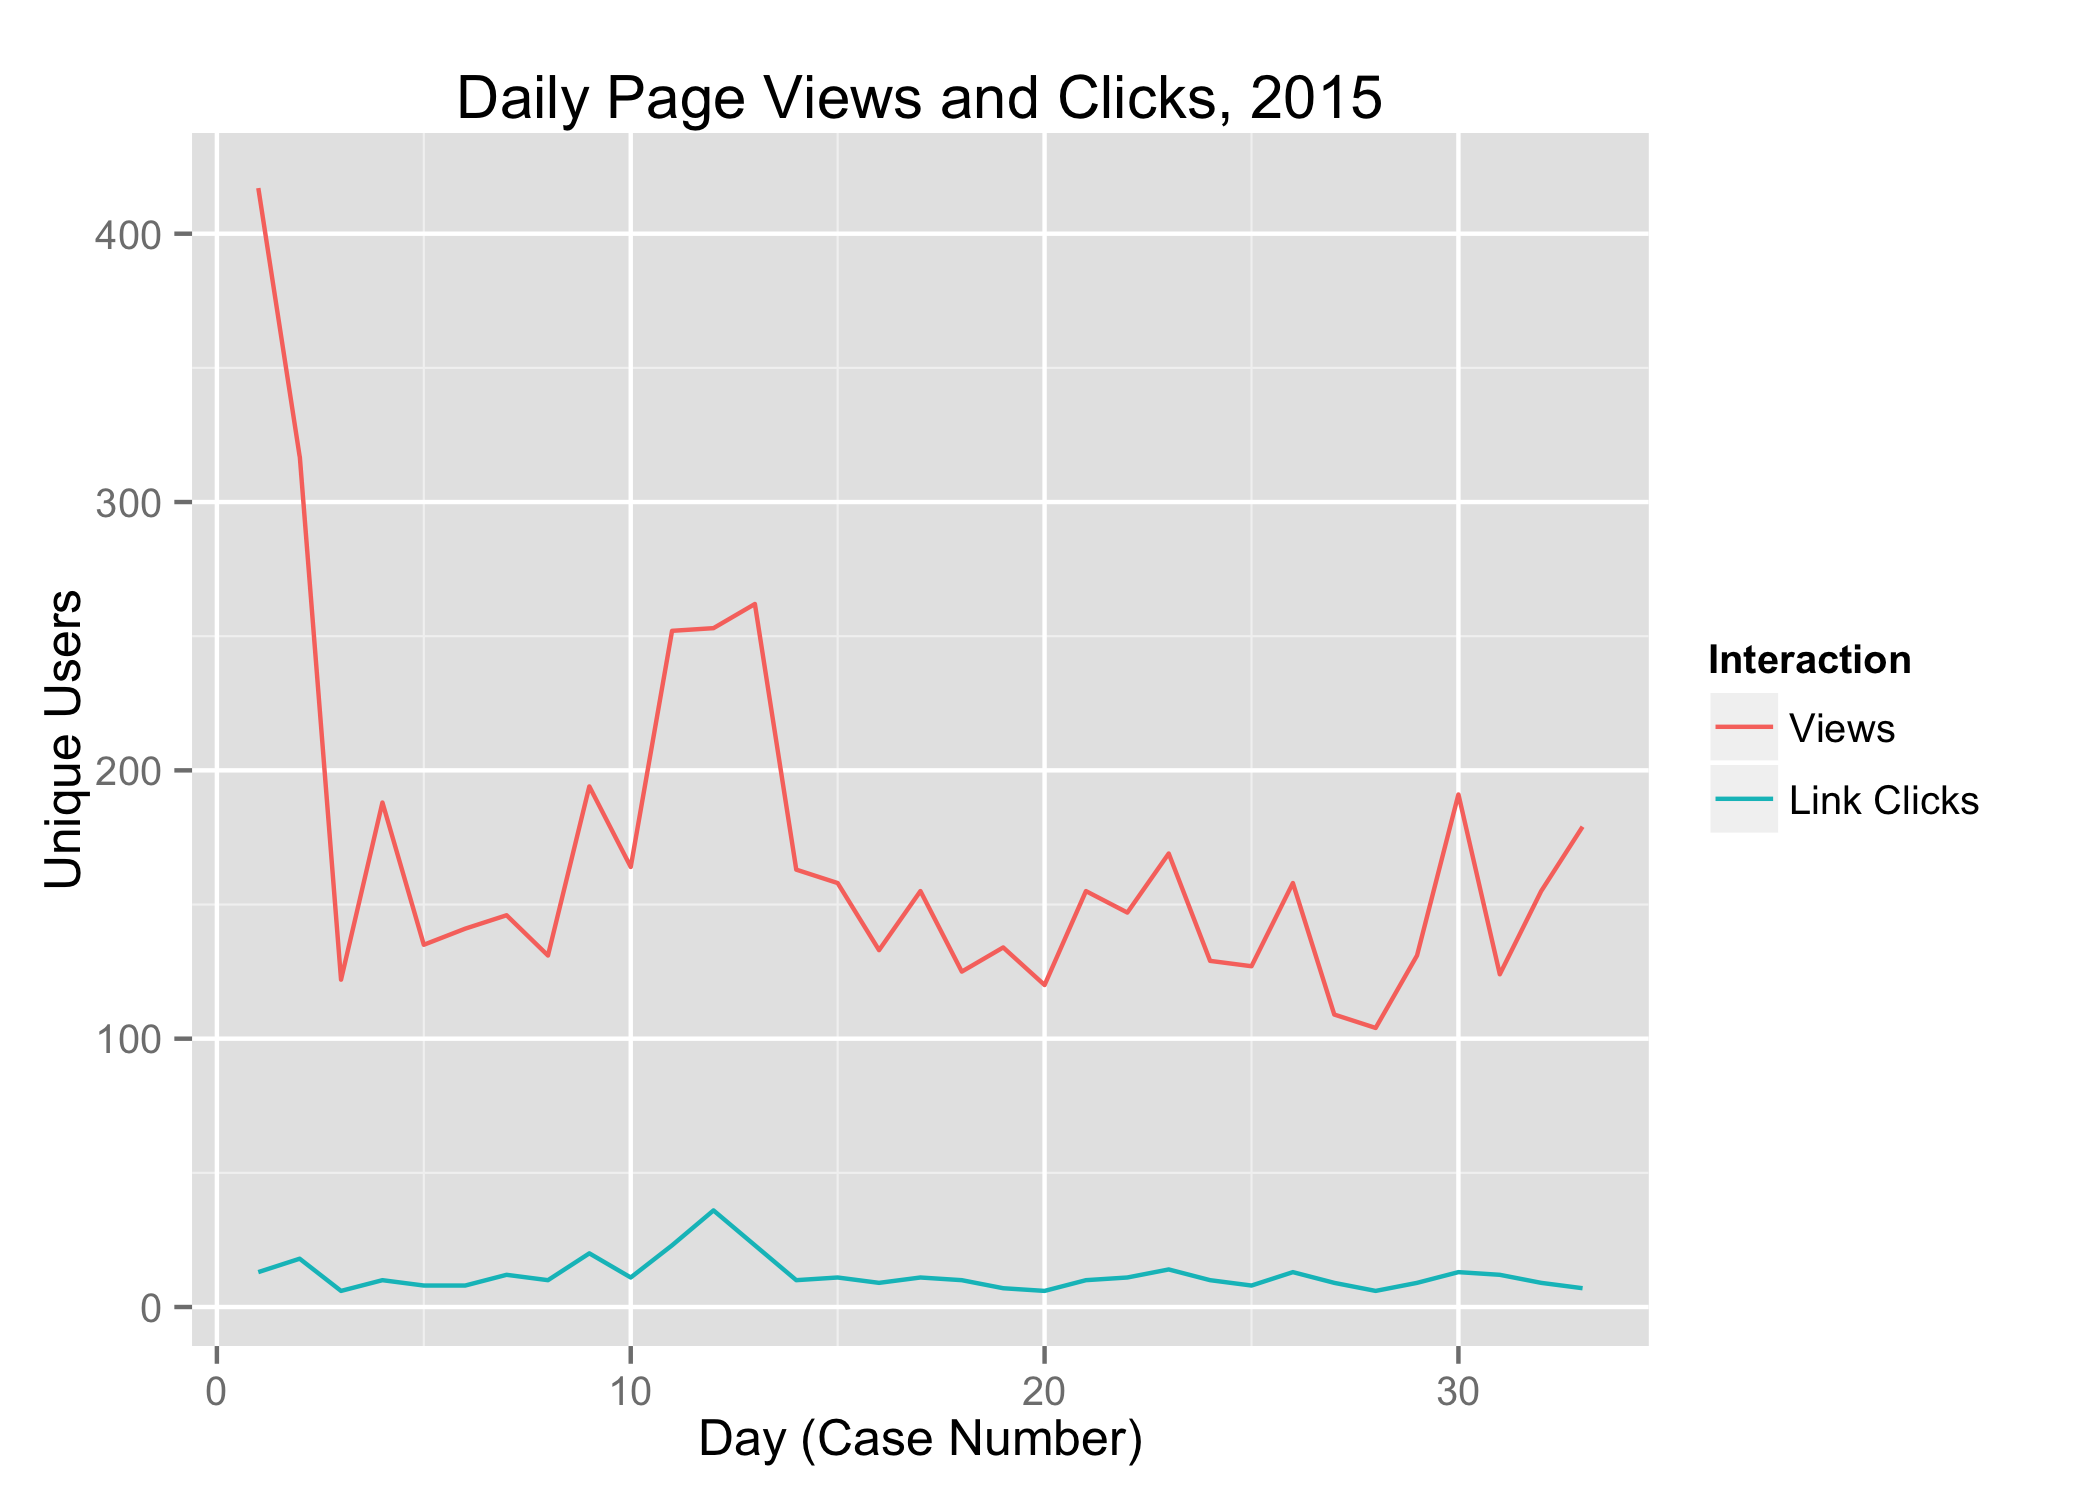 Daily Page Views and Clicks, 2015
Unique Users
400
300
200
100
0
0 10 20 30
Day (Case Number)
Interaction
Views
Link Clicks